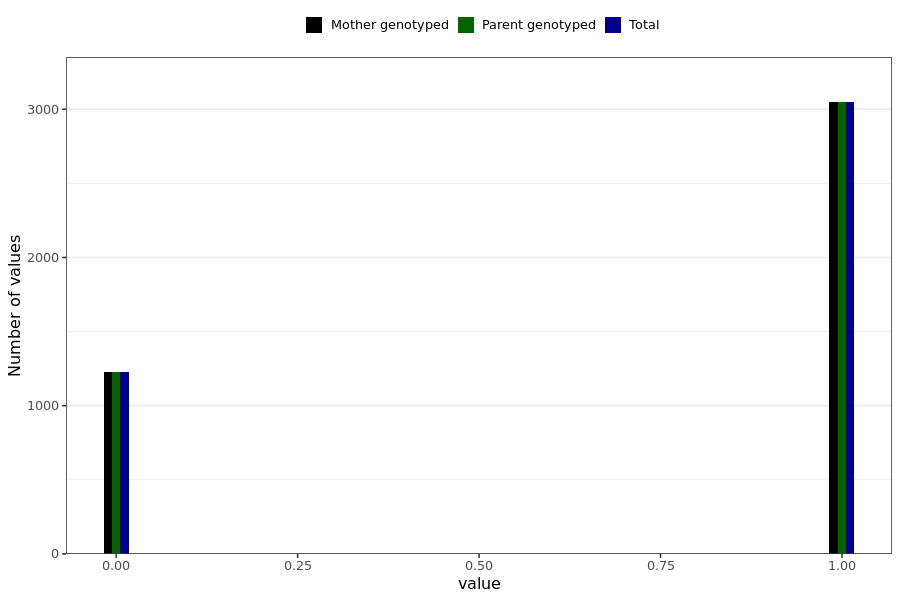 Mother genotyped Parent genotyped Total
3000
2000
1000
0
Number of values
0.00 0.25 0.50 0.75 1.00
value